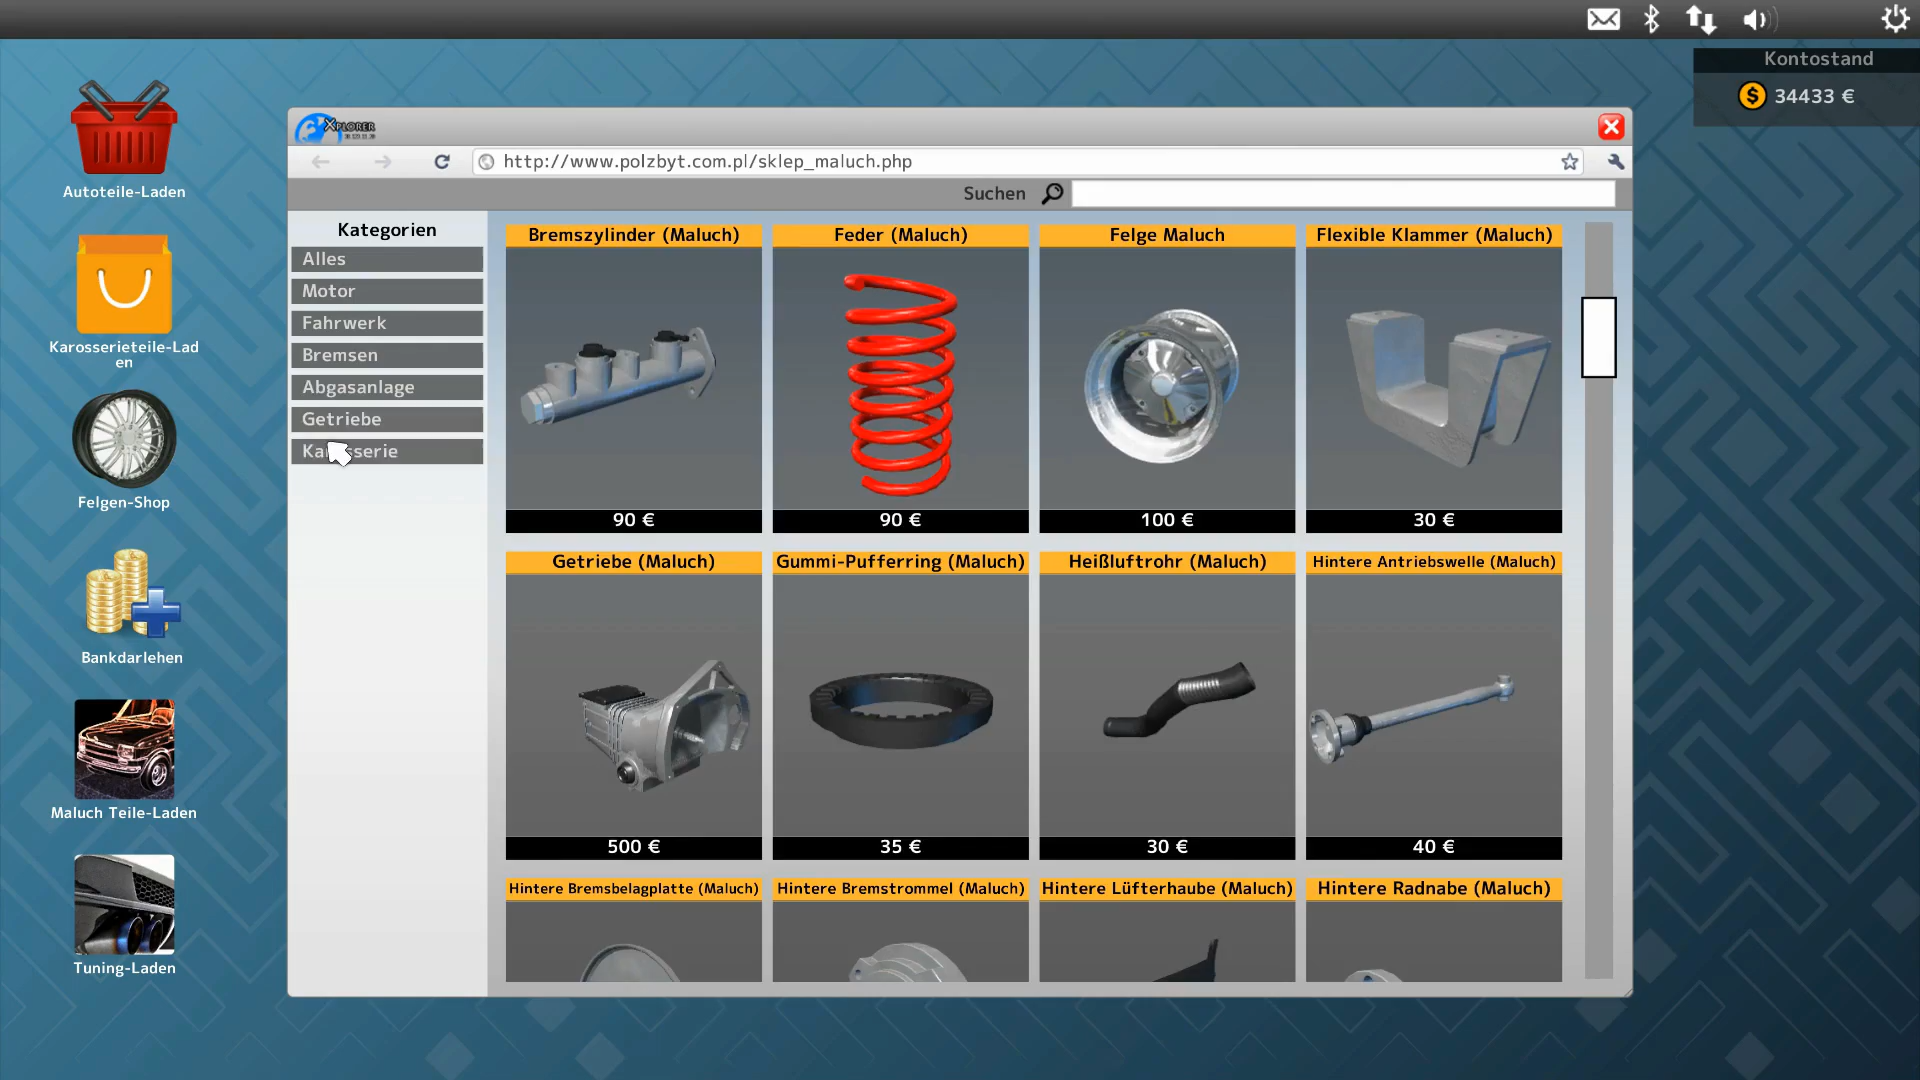 Kontostand
34433 €
Autoteile-Laden
Karosserieteile-Lad
en
Felgen-Shop
Bankdarlehen
Maluch Teile-Laden
Tuning-Laden
XPLORER
http://www.polzbyt.com.pl/sklep_maluch.php
Suchen
Kategorien
Alles
Motor
Fahrwerk
Bremsen
Abgasanlage
Getriebe
Karosserie
Bremszylinder (Maluch)
90 €
Feder (Maluch)
90 €
Felge Maluch
100 €
Flexible Klammer (Maluch)
30 €
Getriebe (Maluch)
500 €
Gummi-Pufferring (Maluch)
35 €
Heißluftrohr (Maluch)
30 €
Hintere Antriebswelle (Maluch)
40 €
Hintere Bremsbelagplatte (Maluch)
Hintere Bremstrommel (Maluch)
Hintere Lüfterhaube (Maluch)
Hintere Radnabe (Maluch)